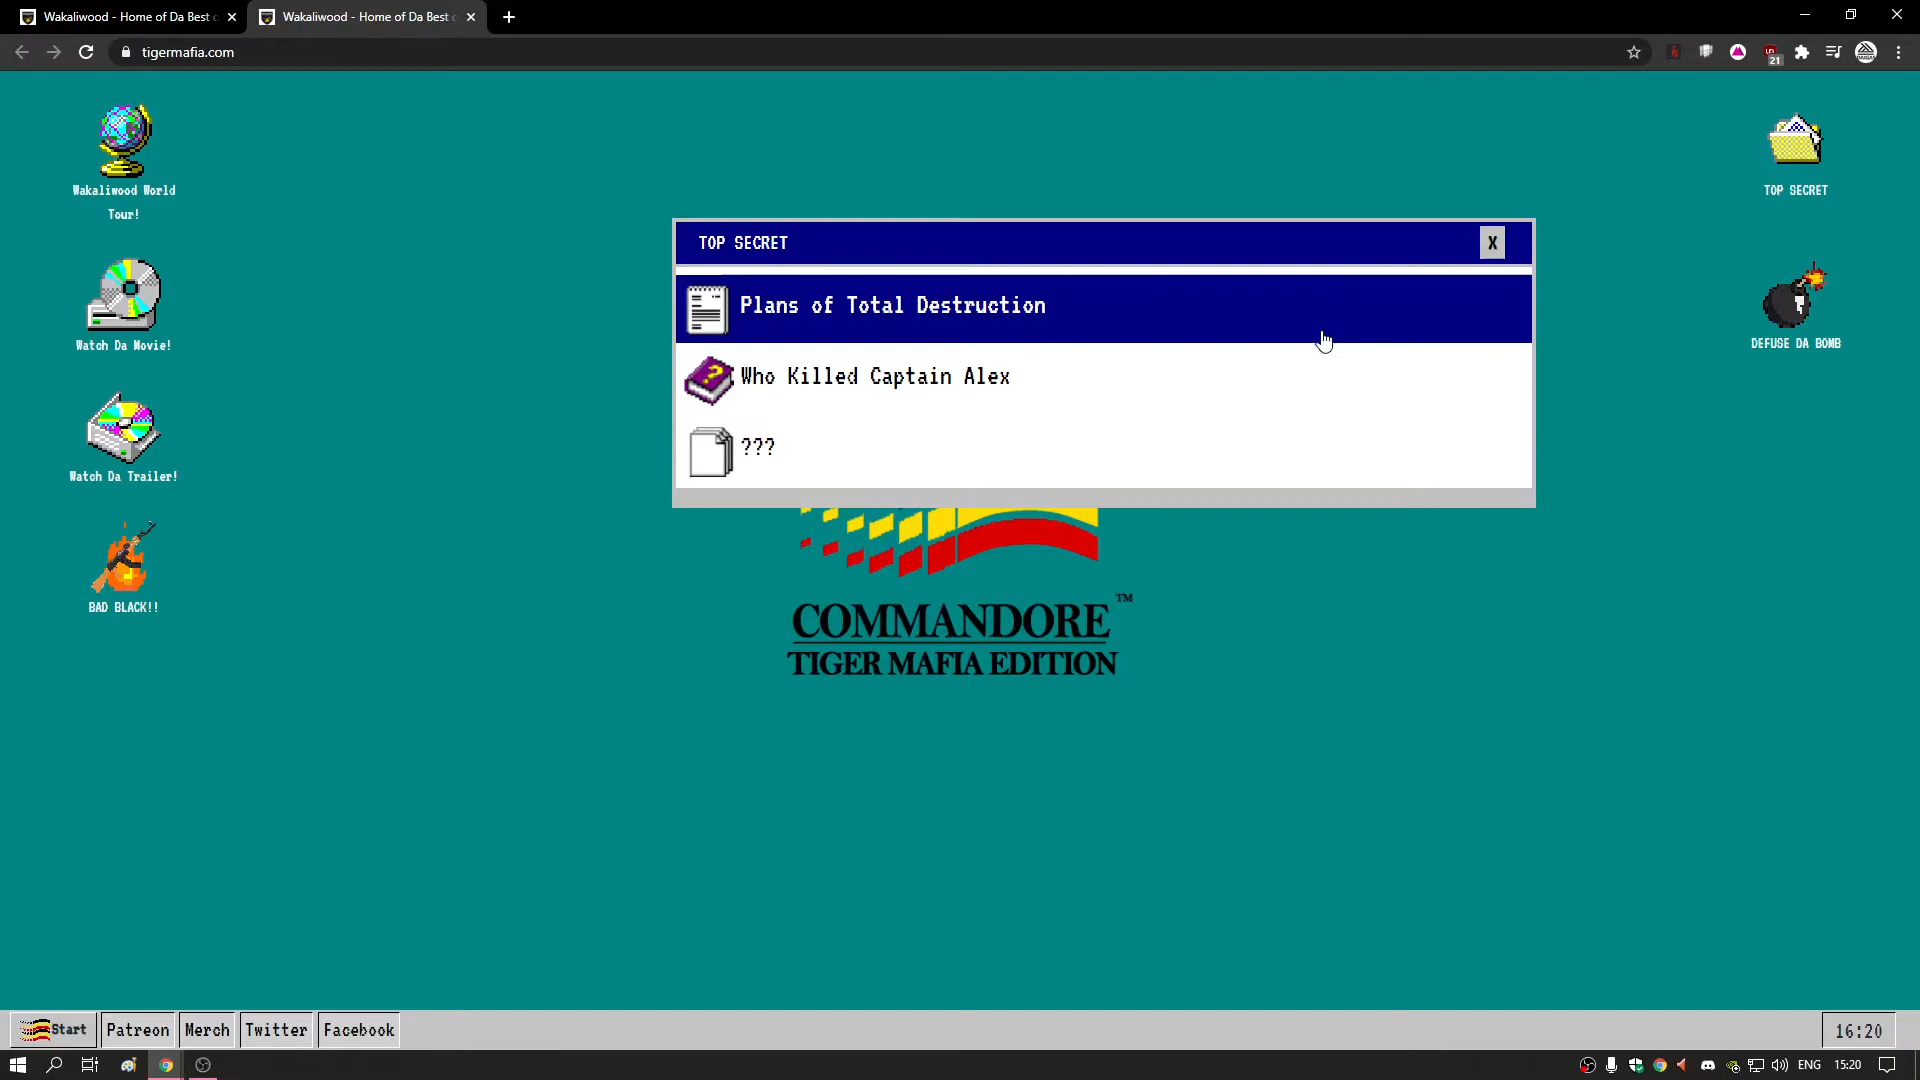 Wakaliwood - Home of Da Best
Wakaliwood - Home of Da Best
tigermafia.com
21
Wakaliwood World
Tour!
Watch Da Movie!
Watch Da Trailer!
BAD BLACK!!
TOP SECRET
DEFUSE DA BOMB
TOP SECRET
X
Plans of Total Destruction
Who Killed Captain Alex
???
COMMANDORE™
TIGER MAFIA EDITION
Start
Patreon
Merch
Twitter
Facebook
16:20
ENG
15:20